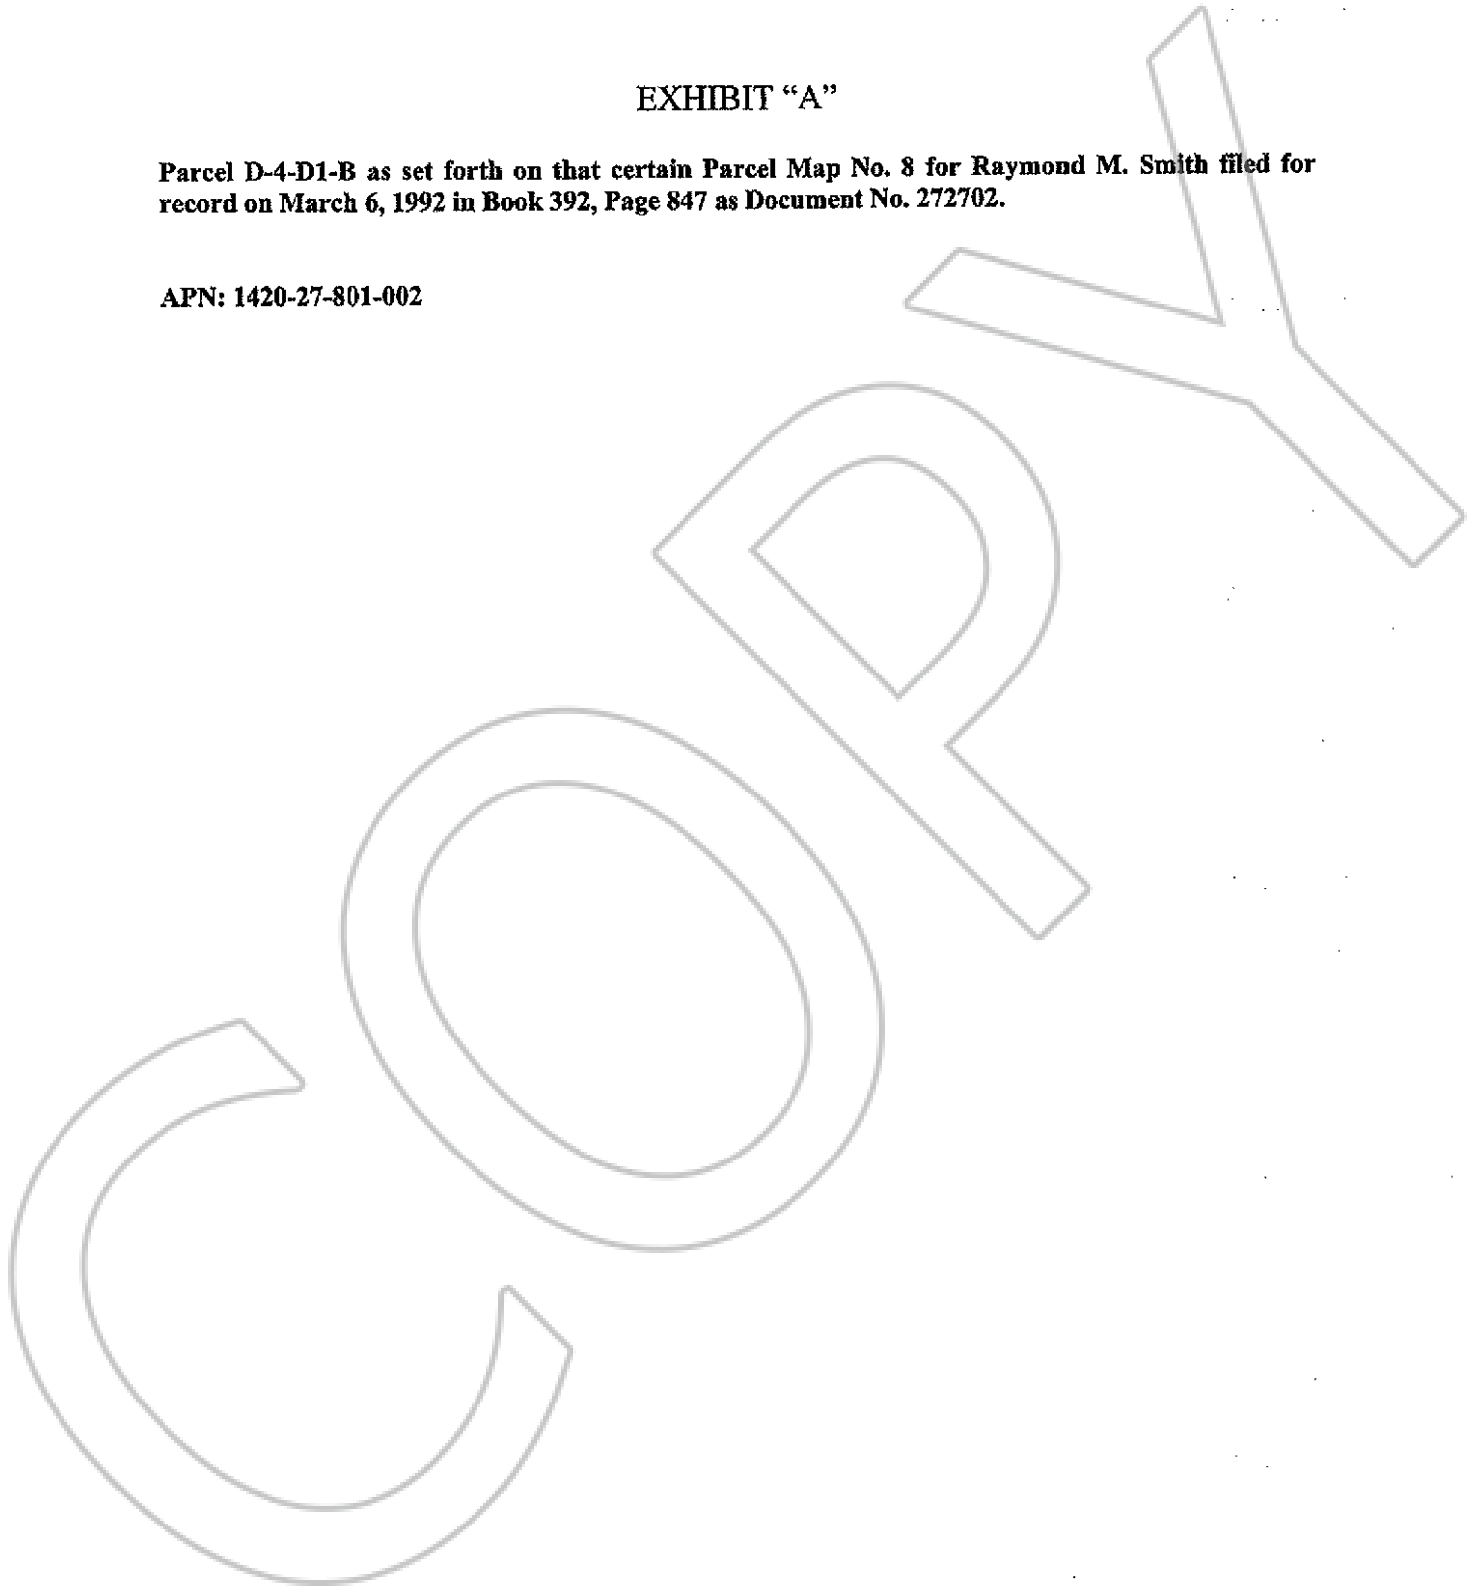 EXHIBIT “A”
Parcel D-4-D1-B as set forth on that certain Parcel Map No. 8 for Raymond M. Smith filed for
record on March 6, 1992 in Book 392, Page 847 as Document No. 272702.
APN: 1420-27-801-002
COPY